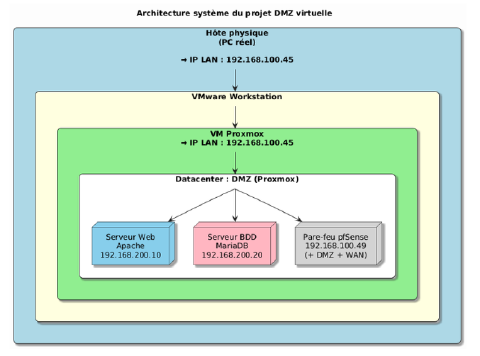 Architecture système du projet DMZ virtuelle
Hôte physique
(PC réel)
⇒ IP LAN : 192.168.100.45
VMware Workstation
VM Proxmox
⇒ IP LAN : 192.168.100.45
Datacenter : DMZ (Proxmox)
Serveur Web
Apache
192.168.200.10
Serveur BDD
MariaDB
192.168.200.20
Pare-feu pfSense
192.168.100.49
(+ DMZ + WAN)